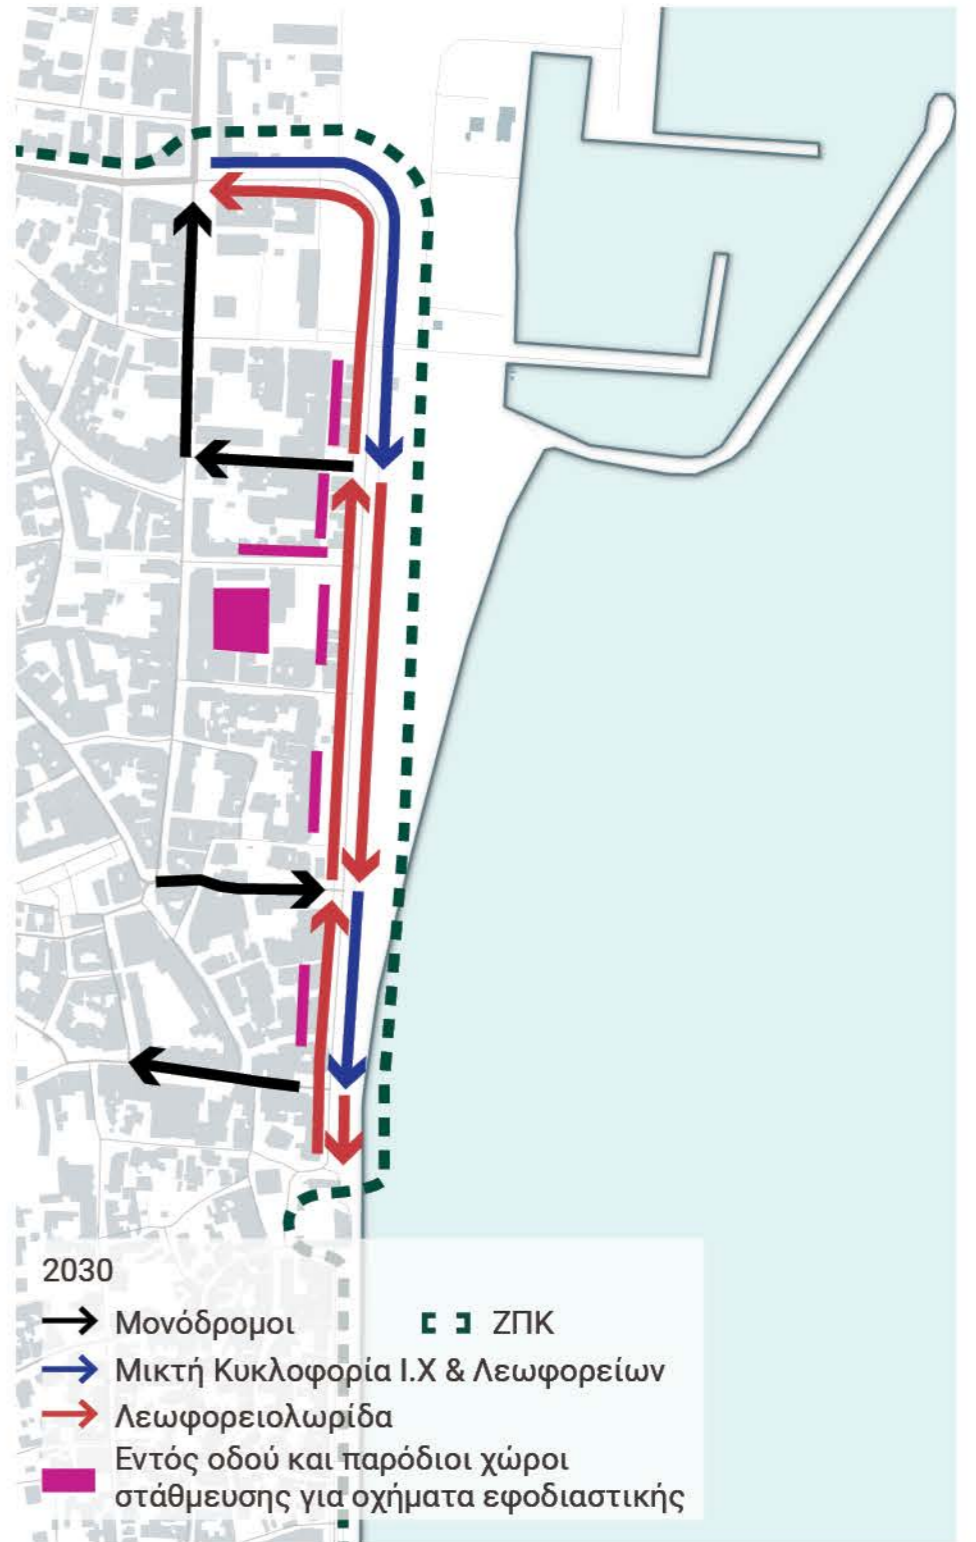 2030
Μονόδρομοι
ΖΠΚ
Μικτή Κυκλοφορία Ι.Χ & Λεωφορείων
Λεωφορειολωρίδα
Εντός οδού και παρόδιοι χώροι
στάθμευσης για οχήματα εφοδιαστικής